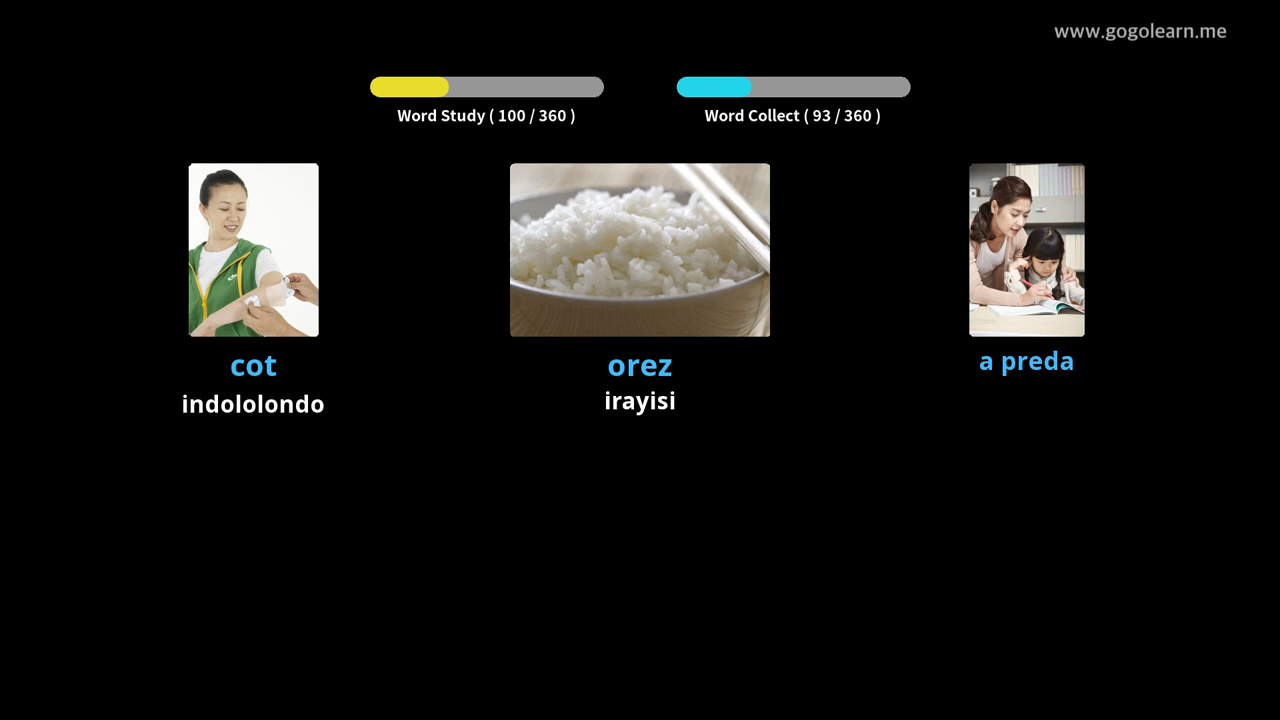 www.gogolearn.me
Word Study ( 100 / 360 )
Word Collect ( 93 / 360 )
cot
indololondo
orez
irayisi
a preda